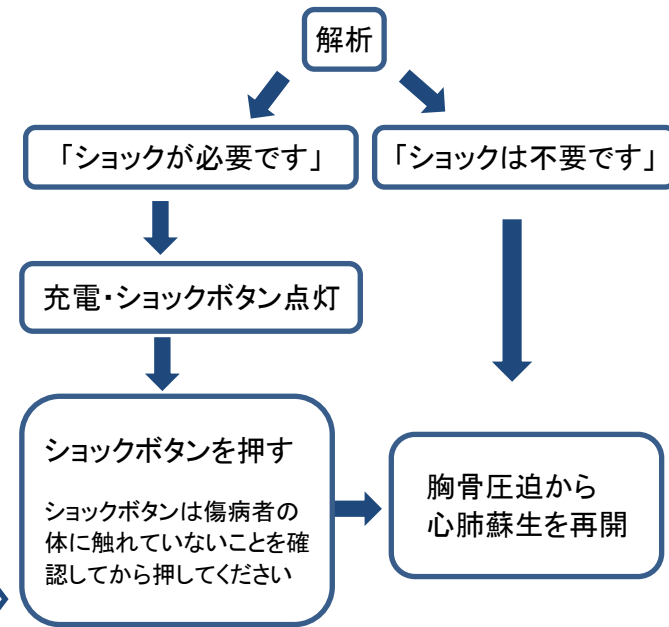 解析
「ショックが必要です」
「ショックは不要です」
充電・ショックボタン点灯
ショックボタンを押す
ショックボタンは傷病者の
体に触れていないことを確
認してから押してください
胸骨圧迫から
心肺蘇生を再開